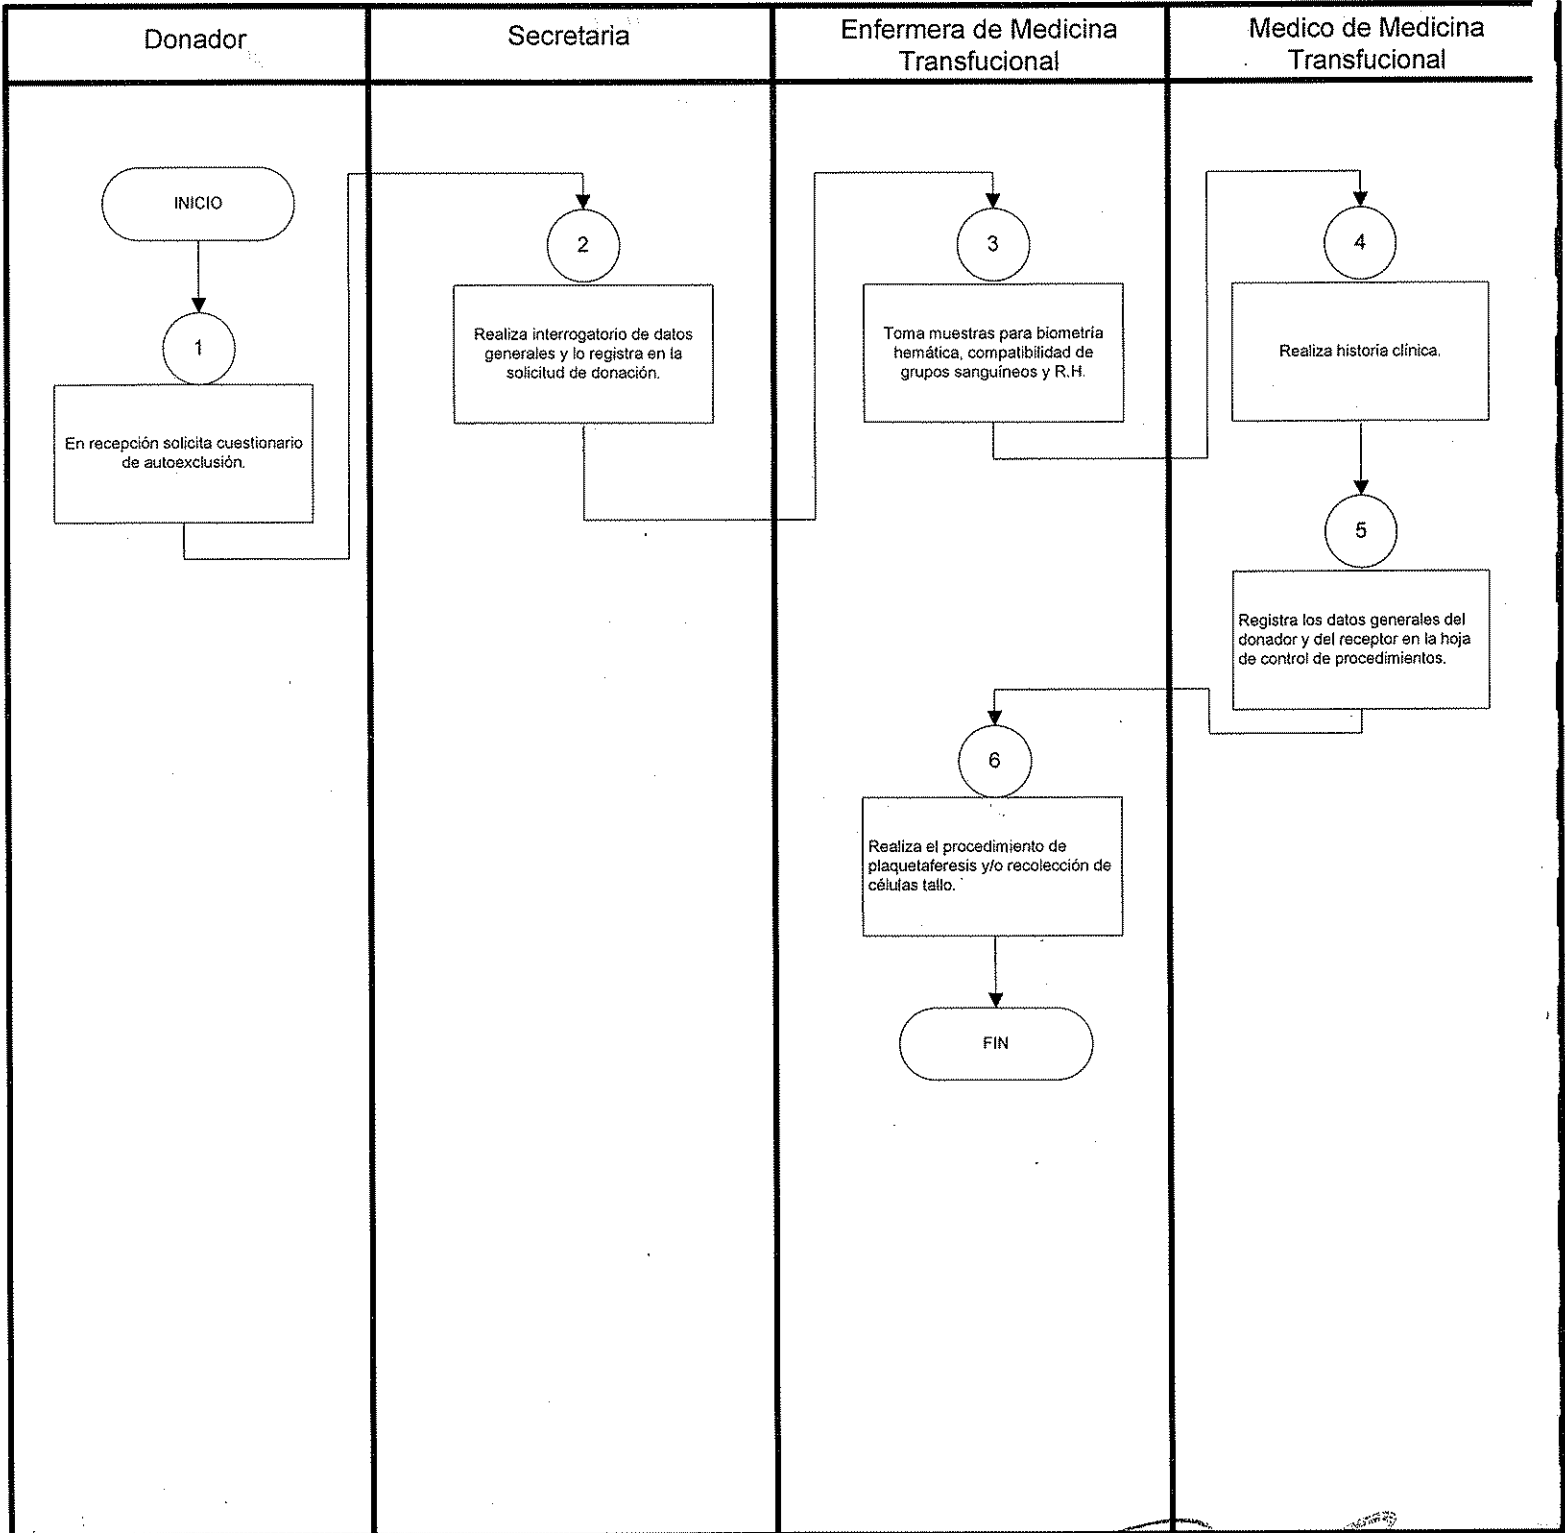 Donador
Secretaria
Enfermera de Medicina
Transfucional
Medico de Medicina
Transfucional
INICIO
1
En recepción solicita cuestionario
de autoexclusión.
2
Realiza interrogatorio de datos
generales y lo registra en la
solicitud de donación.
3
Toma muestras para biometría
hemática, compatibilidad de
grupos sanguíneos y R.H.
4
Realiza historia clínica.
5
Registra los datos generales del
donador y del receptor en la hoja
de control de procedimientos.
6
Realiza el procedimiento de
plaquetaferesis y/o recolección de
células tallo.
FIN